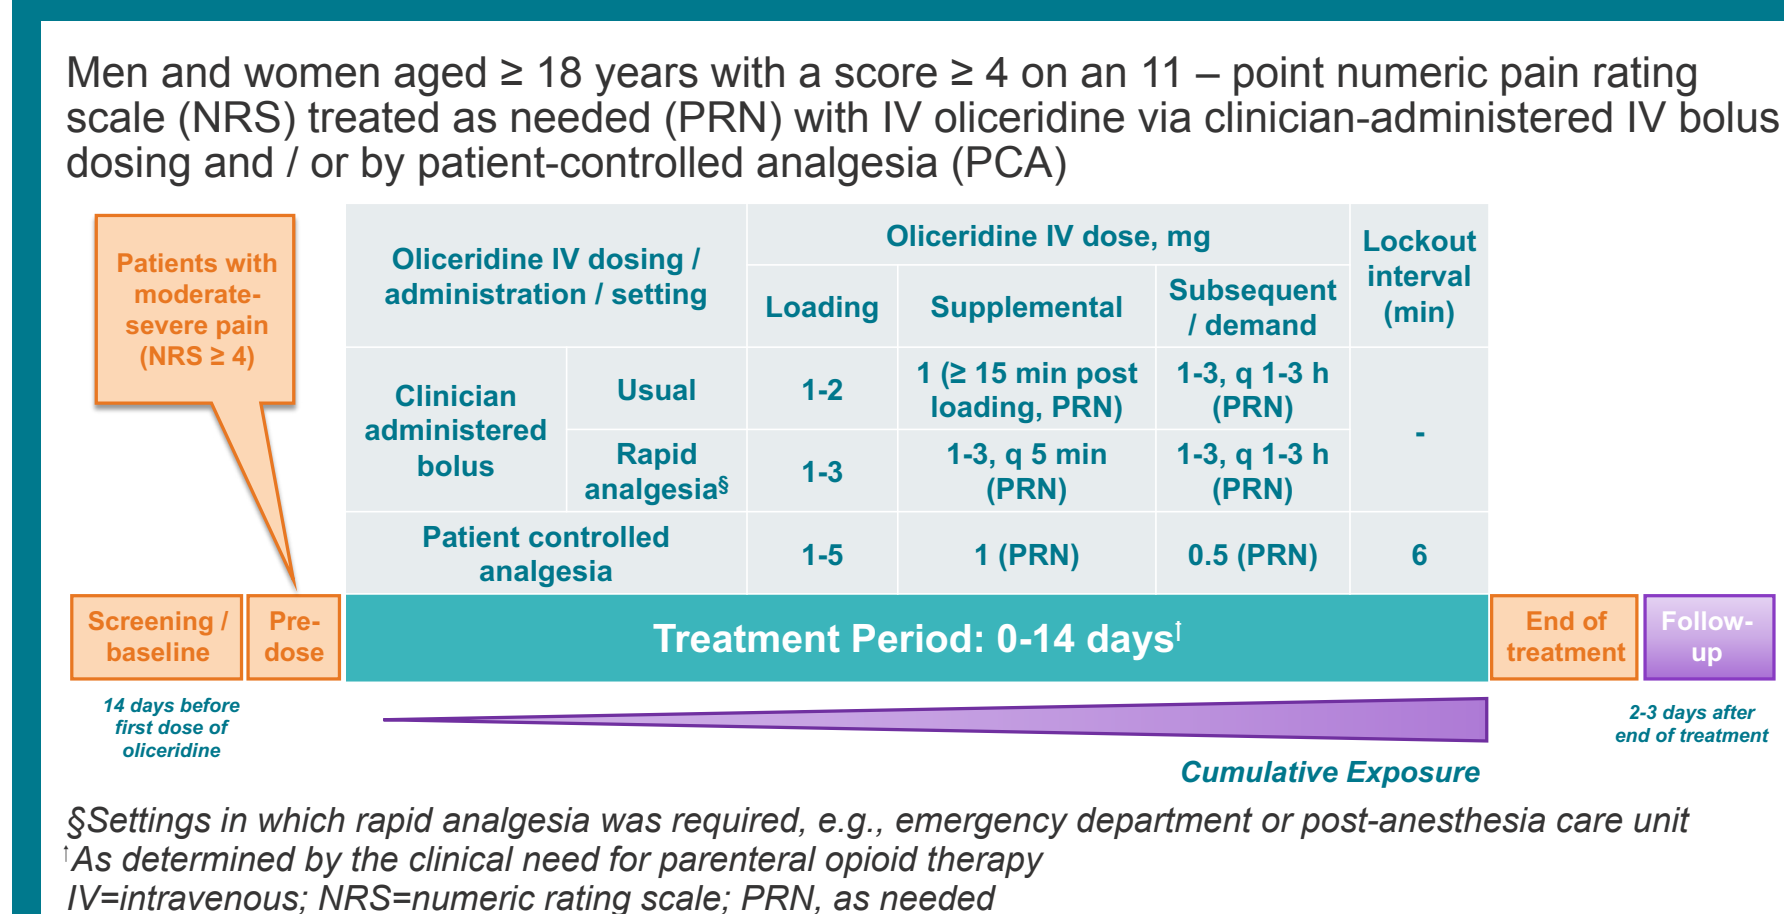 Men and women aged ≥ 18 years with a score ≥ 4 on an 11 – point numeric pain rating
scale (NRS) treated as needed (PRN) with IV oliceridine via clinician-administered IV bolus
dosing and / or by patient-controlled analgesia (PCA)
Patients with
moderate-
severe pain
(NRS ≥ 4)
Oliceridine IV dosing /
administration / setting
Oliceridine IV dose, mg
Lockout
interval
(min)
Loading
Supplemental
Subsequent
/ demand
Clinician
administered
bolus
Usual
1-2
1 (≥ 15 min post
loading, PRN)
1-3, q 1-3 h
(PRN)
-
Rapid
analgesia§
1-3
1-3, q 5 min
(PRN)
1-3, q 1-3 h
(PRN)
Patient controlled
analgesia
1-5
1 (PRN)
0.5 (PRN)
6
Screening /
baseline
Pre-
dose
Treatment Period: 0-14 days†
End of
treatment
Follow-
up
14 days before
first dose of
oliceridine
2-3 days after
end of treatment
Cumulative Exposure
§Settings in which rapid analgesia was required, e.g., emergency department or post-anesthesia care unit
†As determined by the clinical need for parenteral opioid therapy
IV=intravenous; NRS=numeric rating scale; PRN, as needed